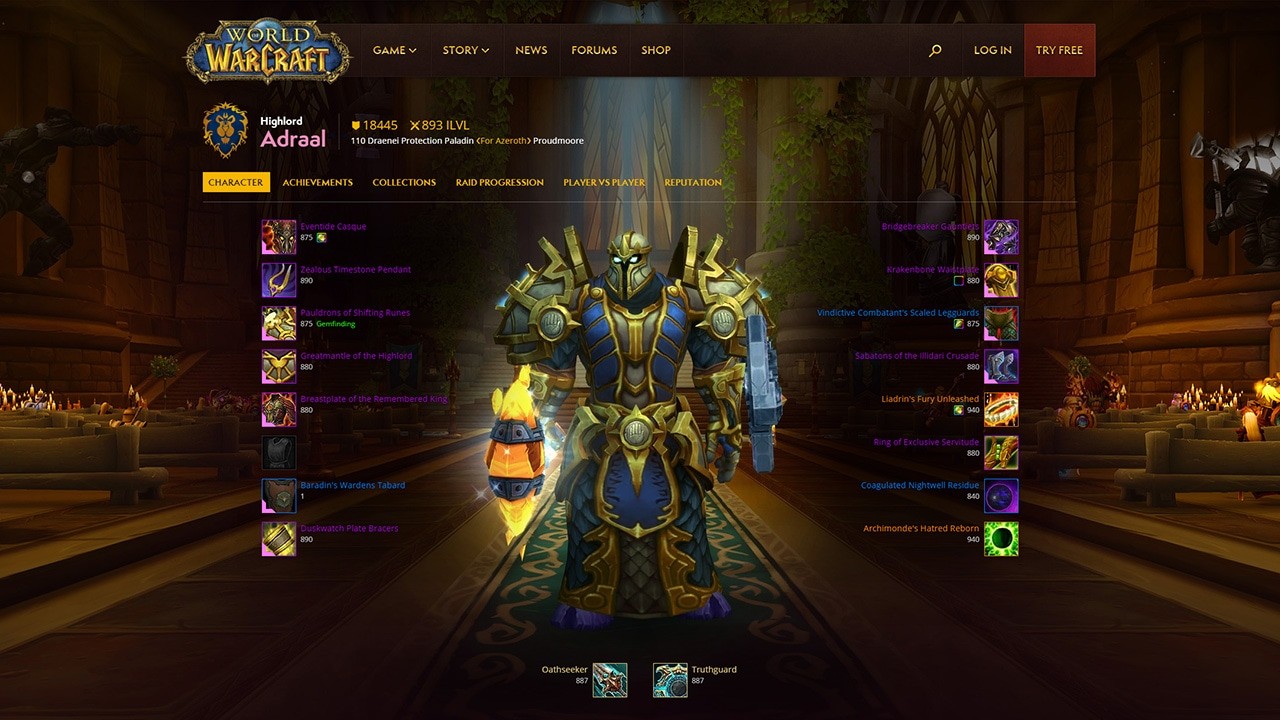 WORLD OF WARCRAFT
GAME STORY NEWS FORUMS SHOP LOG IN TRY FREE
Highlord
Adraal
18445 893 ILVL
110 Draenei Protection Paladin <For Azeroth> Proudmoore
CHARACTER ACHIEVEMENTS COLLECTIONS RAID PROGRESSION PLAYER VS PLAYER REPUTATION
Eventide Casque
875
Zealous Timestone Pendant
890
Pauldrons of Shifting Runes
875 Gemfinding
Greatmantle of the Highlord
880
Breastplate of the Remembered King
880
Baradin's Wardens Tabard
1
Duskwatch Plate Bracers
890
Bridgebreaker Gauntlets
890
Krakenbone Waistplate
880
Vindictive Combatant's Scaled Legguards
875
Sabatons of the Illidari Crusade
880
Liadrin's Fury Unleashed
940
Ring of Exclusive Servitude
880
Coagulated Nightwell Residue
840
Archimonde's Hatred Reborn
940
Oathseeker
887
Truthguard
887